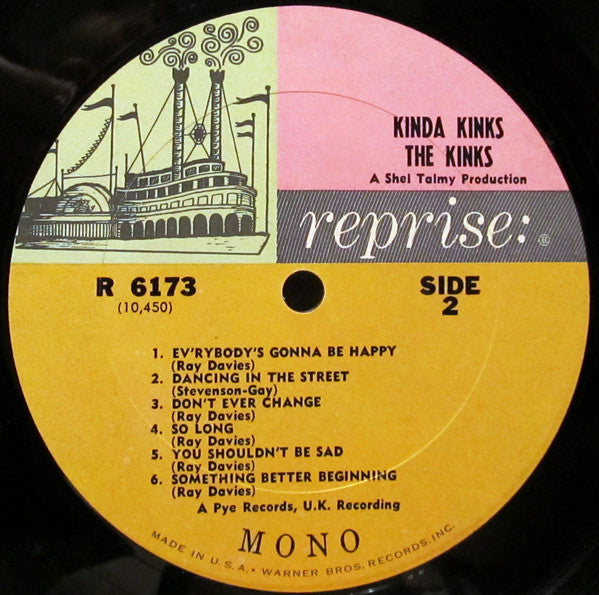 KINDA KINKS
THE KINKS
A Shel Talmy Production
reprise: ®
R 6173
(10,450)
SIDE
2
1. EV'RYBODY'S GONNA BE HAPPY
(Ray Davies)
2. DANCING IN THE STREET
(Stevenson-Gay)
3. DON'T EVER CHANGE
(Ray Davies)
4. SO LONG
(Ray Davies)
5. YOU SHOULDN'T BE SAD
(Ray Davies)
6. SOMETHING BETTER BEGINNING
(Ray Davies)
A Pye Records, U.K. Recording
MONO
MADE IN U.S.A. • WARNER BROS. RECORDS, INC.